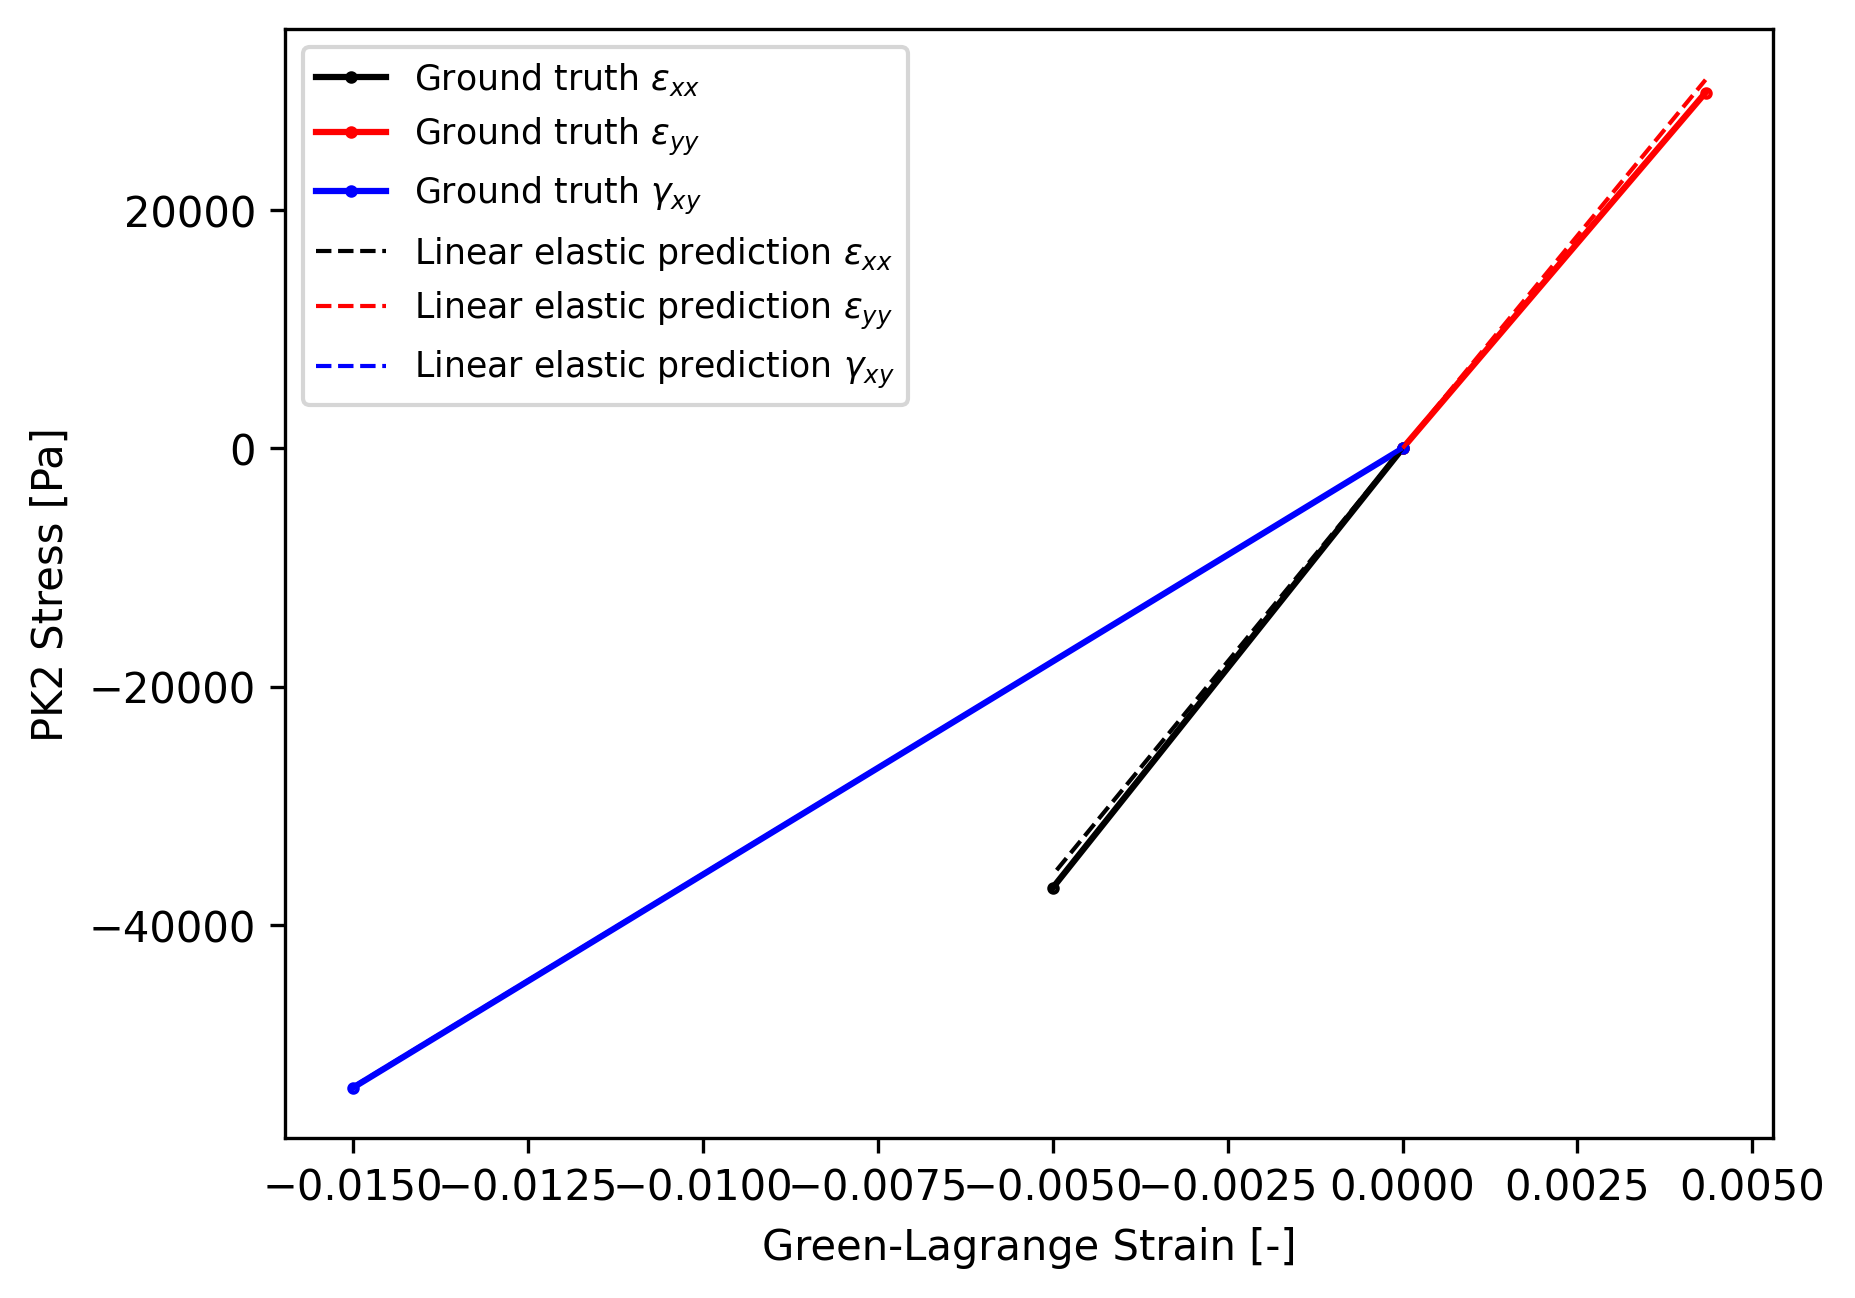 Ground truth εxx
Ground truth εyy
Ground truth γxy
Linear elastic prediction εxx
Linear elastic prediction εyy
Linear elastic prediction γxy
20000
0
−20000
−40000
PK2 Stress [Pa]
−0.0150 −0.0125 −0.0100 −0.0075 −0.0050 −0.0025 0.0000 0.0025 0.0050
Green-Lagrange Strain [-]